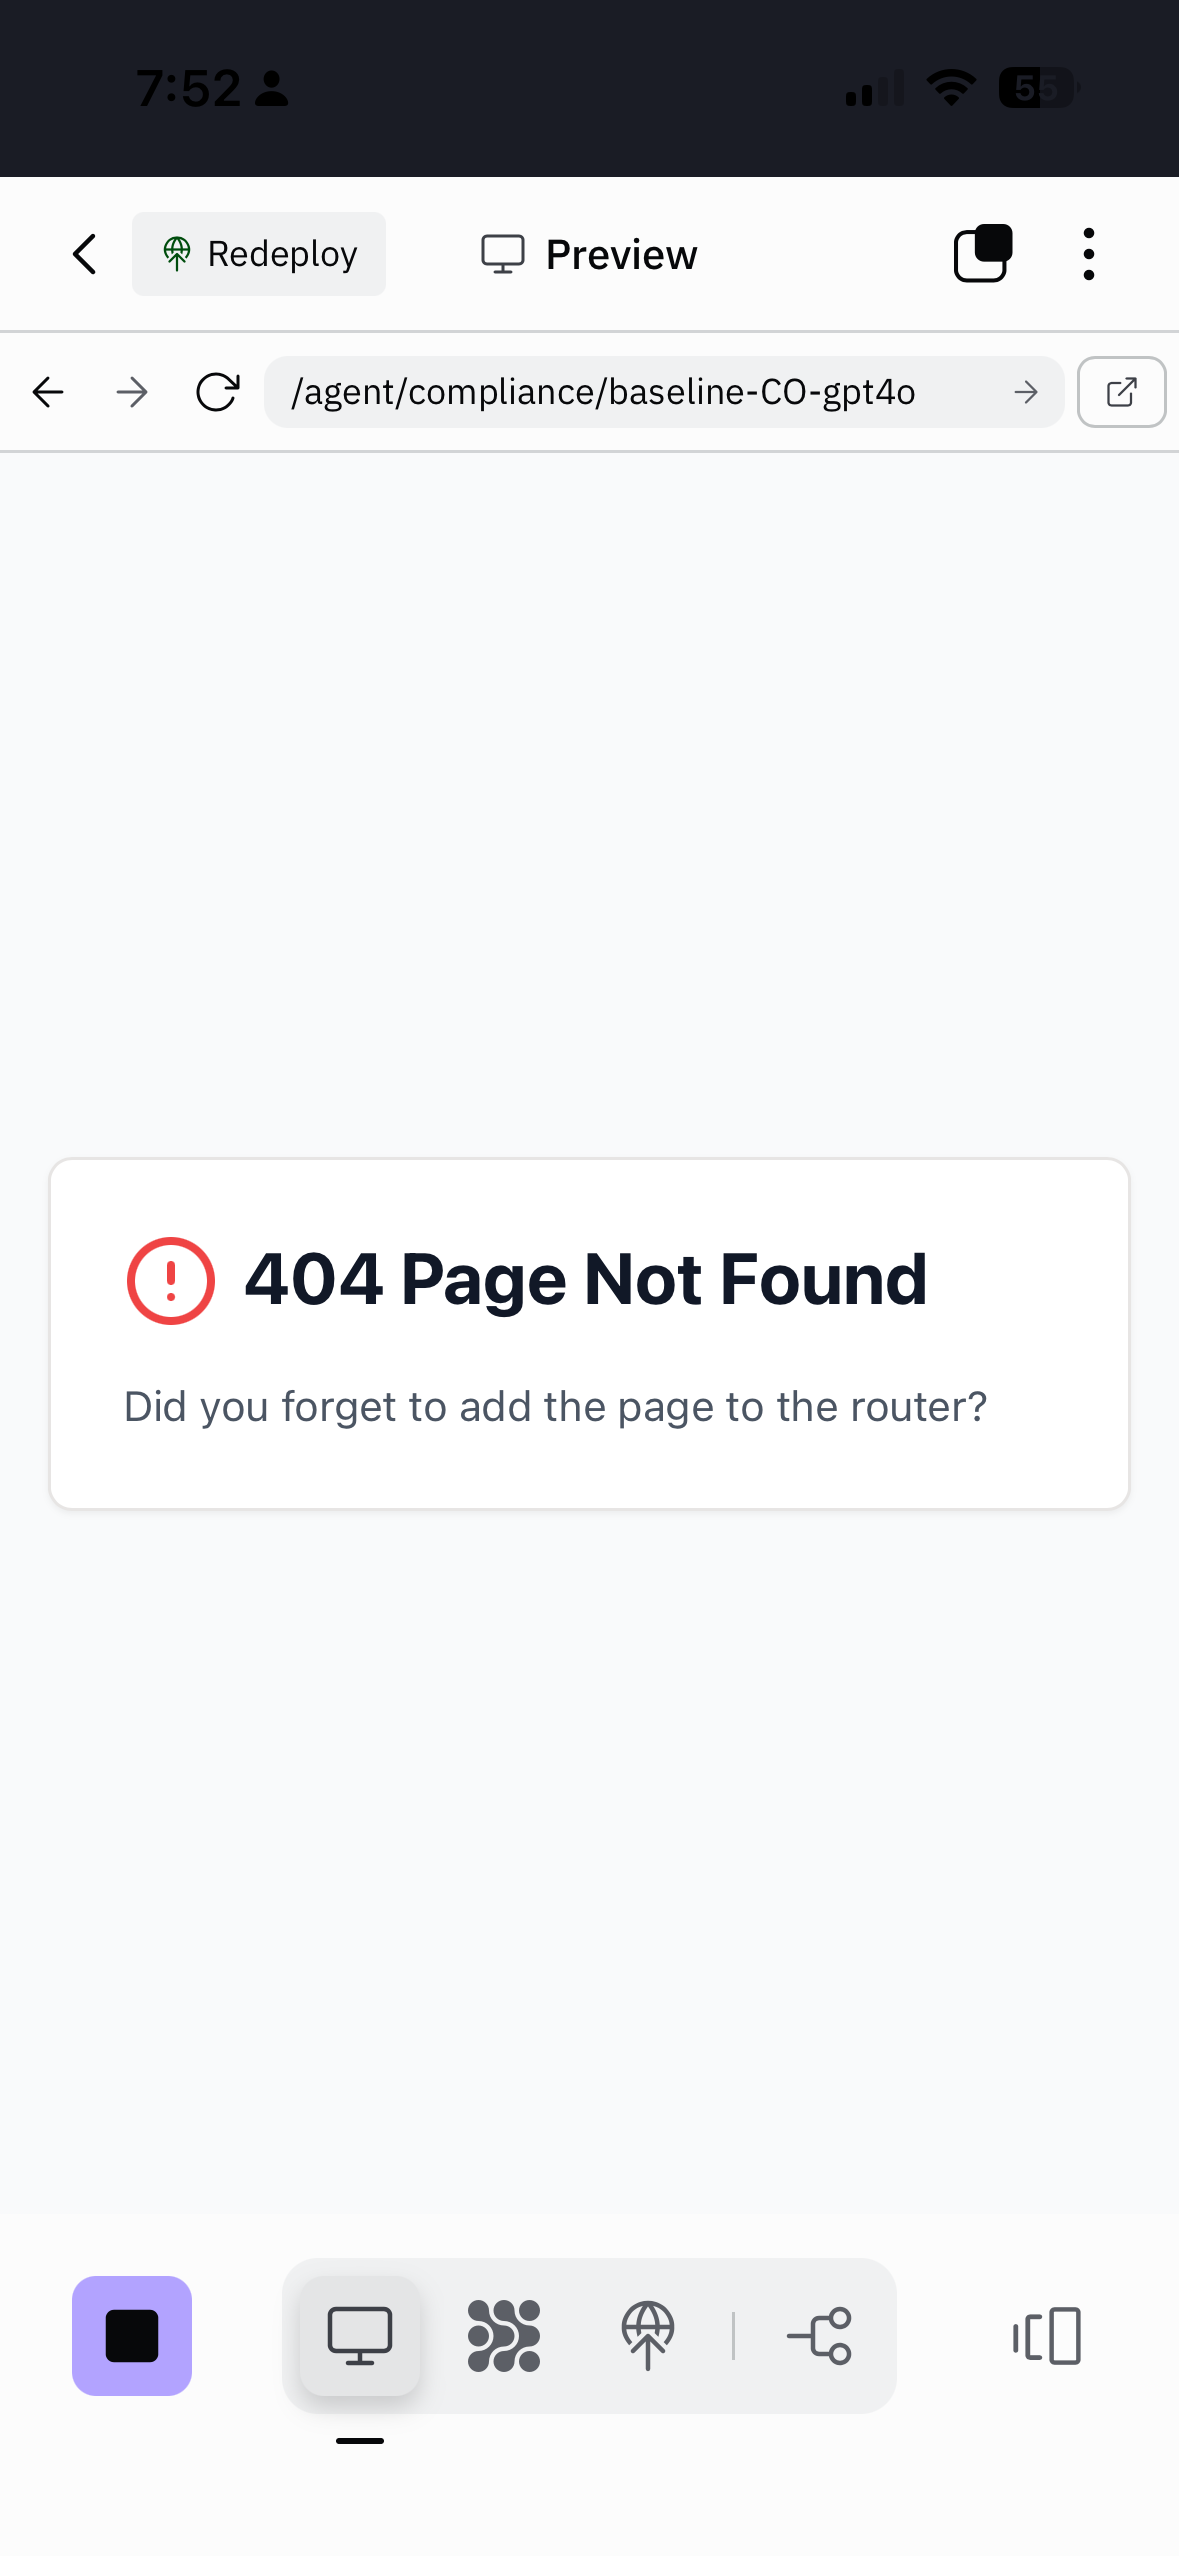 7:52
55
Redeploy
Preview
/agent/compliance/baseline-CO-gpt4o
404 Page Not Found
Did you forget to add the page to the router?